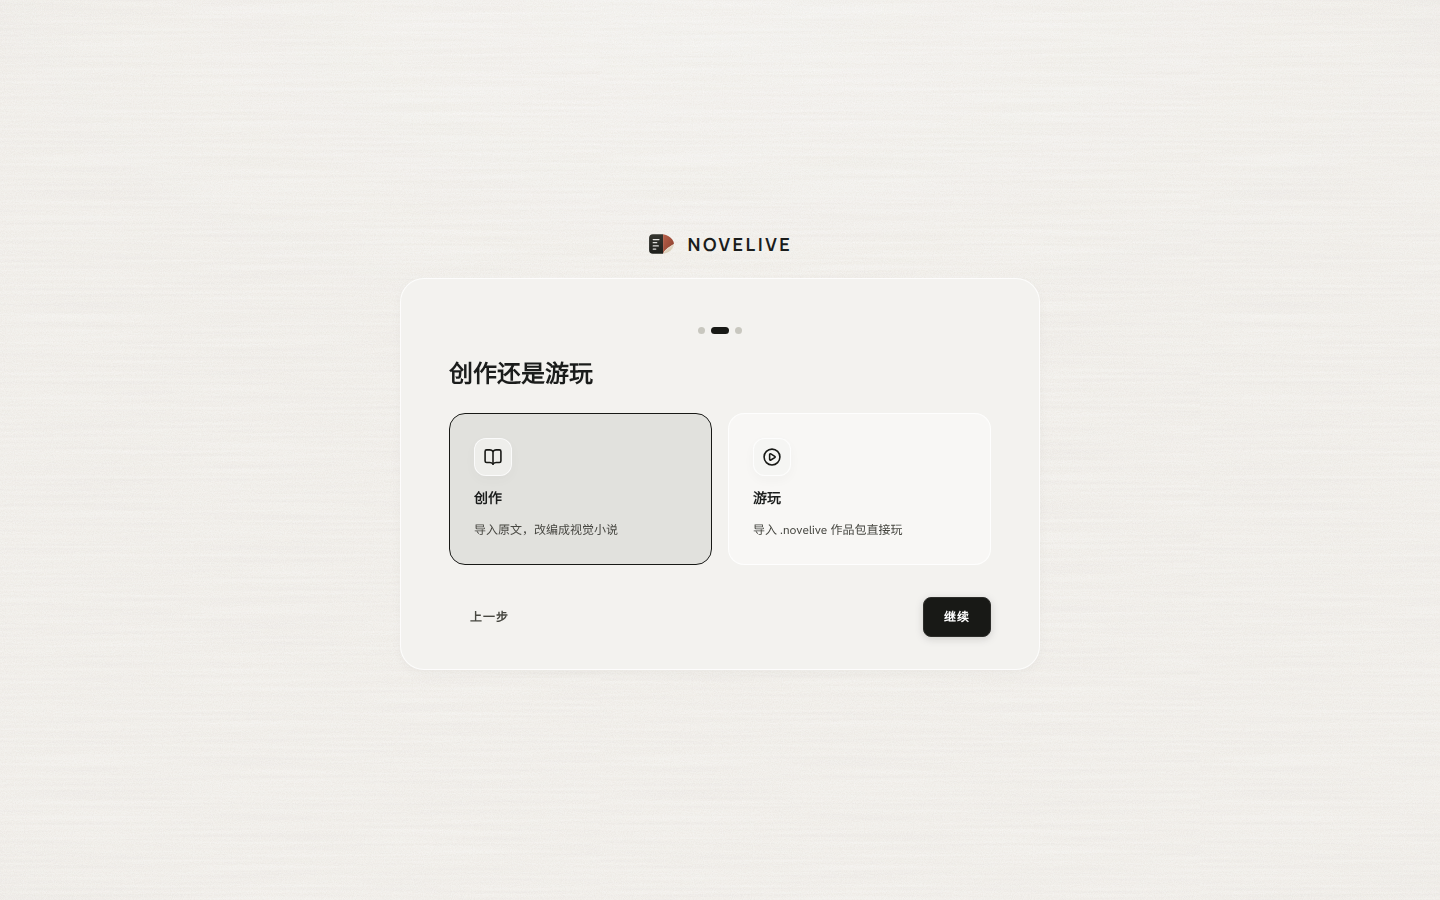 NOVELIVE
创作还是游玩
创作
导入原文，改编成视觉小说
游玩
导入 .novelive 作品包直接玩
上一步
继续